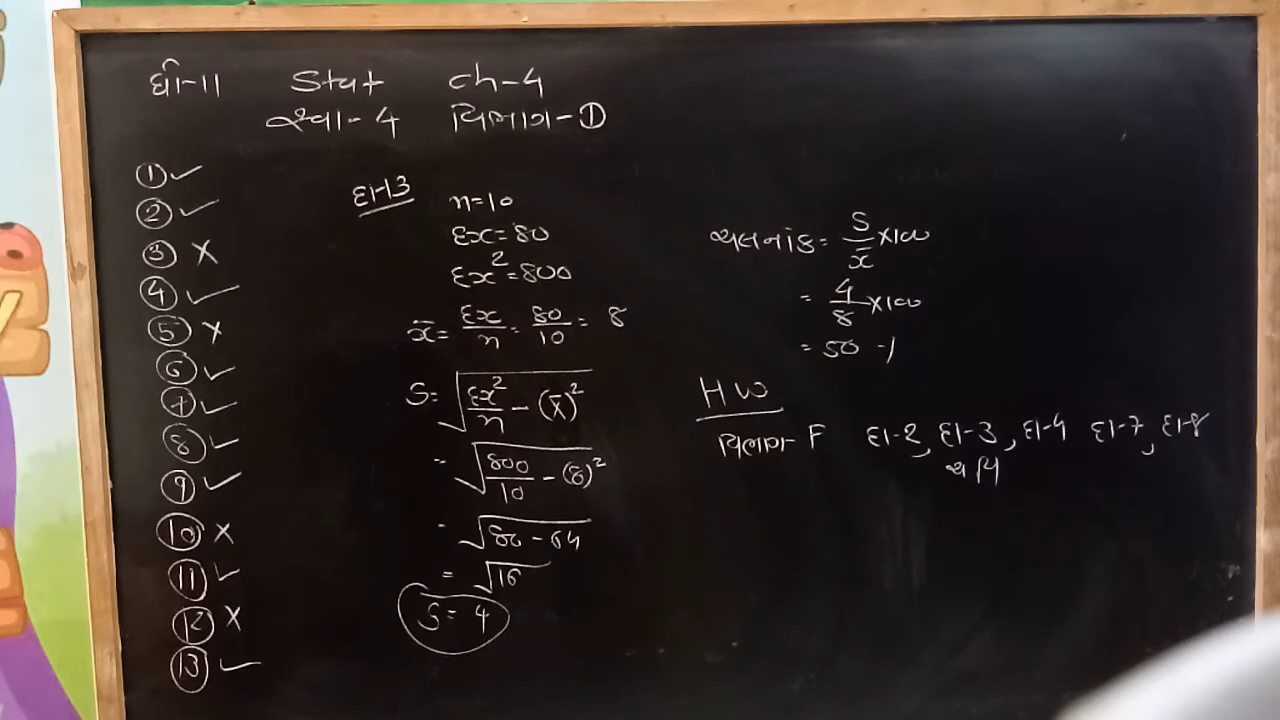 ધો-11 Stat ch-4
સ્વા-4 વિભાગ-D
① ✓
② ✓
③ ×
④ ✓
⑤ ×
⑥ ✓
⑦ ✓
⑧ ✓
⑨ ✓
⑩ ×
⑪ ✓
⑫ ×
⑬ ✓
દા-13
n=10
Σx=80
Σx²=800
x̄ = Σx/n = 80/10 = 8
S = √(Σx²/n - (x̄)²)
= √(800/10 - (8)²)
= √(80 - 64)
= √16
S = 4
ચલનાંક = S/x̄ ×100
= 4/8 ×100
= 50 %
HW
વિભાગ F દા-2, દા-3, દા-4 દા-7, દા-8